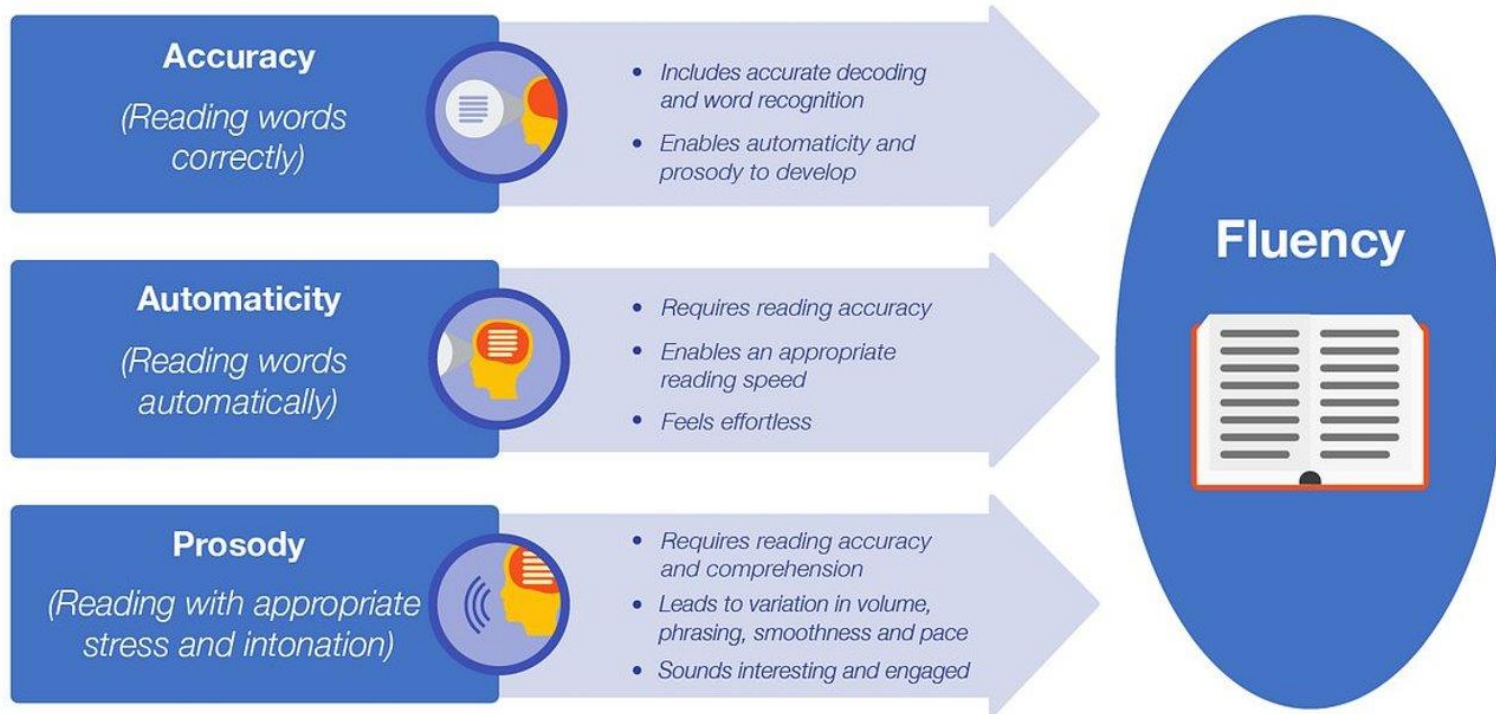 Accuracy
(Reading words
correctly)
• Includes accurate decoding
and word recognition
• Enables automaticity and
prosody to develop
Automaticity
(Reading words
automatically)
• Requires reading accuracy
• Enables an appropriate
reading speed
• Feels effortless
Prosody
(Reading with appropriate
stress and intonation)
• Requires reading accuracy
and comprehension
• Leads to variation in volume,
phrasing, smoothness and pace
• Sounds interesting and engaged
Fluency